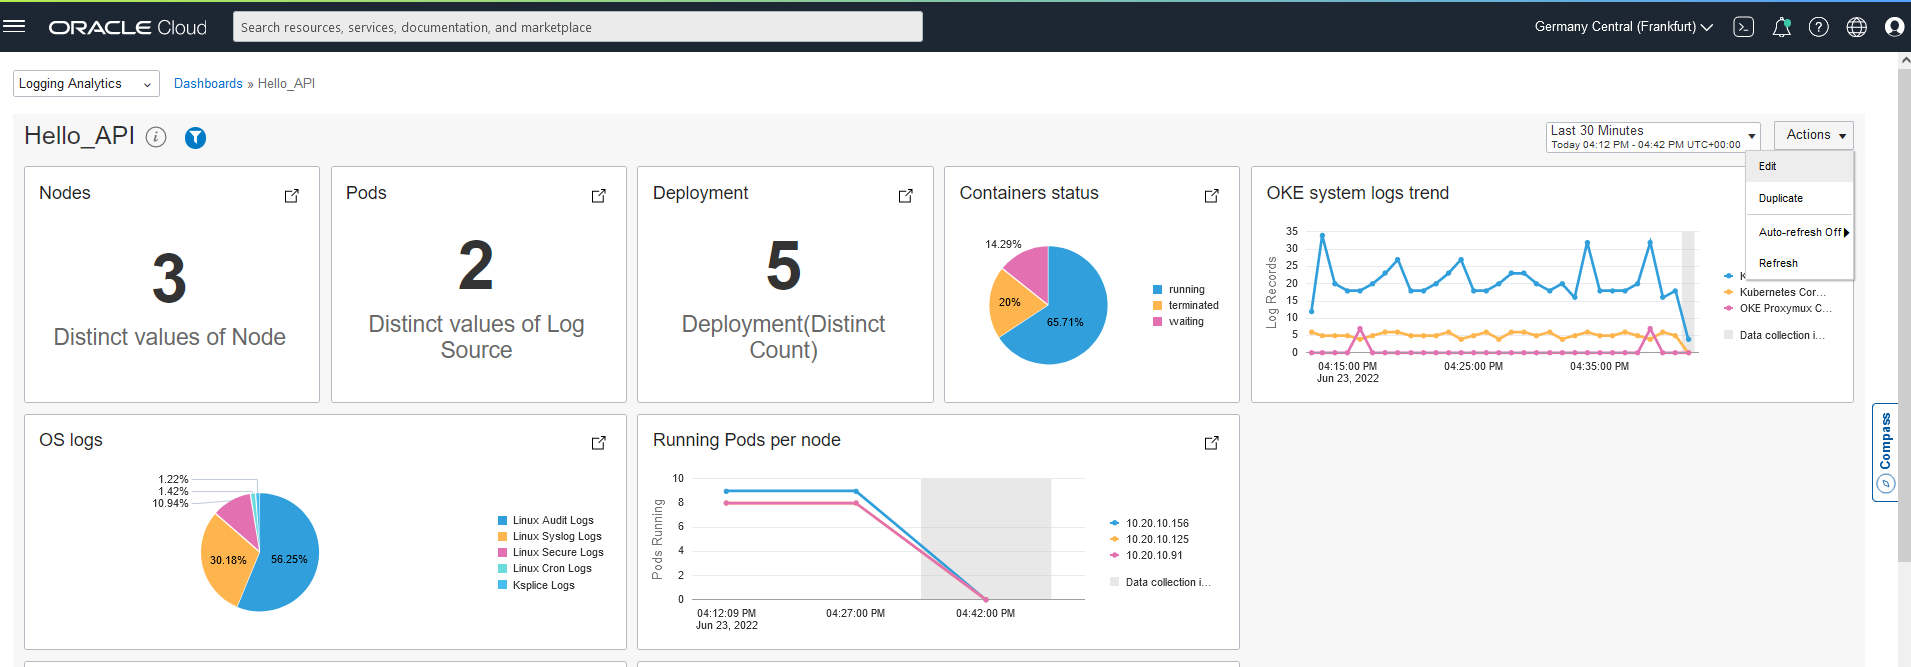 ORACLE Cloud
Search resources, services, documentation, and marketplace
Germany Central (Frankfurt)
Logging Analytics
Dashboards » Hello_API
Hello_API
Last 30 Minutes
Today 04:12 PM - 04:42 PM UTC+00:00
Actions
Edit
Duplicate
Auto-refresh Off
Refresh
Nodes
3
Distinct values of Node
Pods
2
Distinct values of Log
Source
Deployment
5
Deployment(Distinct
Count)
Containers status
14.29%
20%
65.71%
running
terminated
waiting
OKE system logs trend
Log Records
35
30
25
20
15
10
5
0
04:15:00 PM
Jun 23, 2022
04:25:00 PM
04:35:00 PM
K
Kubernetes Cor...
OKE Proxymux C...
Data collection i...
OS logs
1.22%
1.42%
10.94%
30.18%
56.25%
Linux Audit Logs
Linux Syslog Logs
Linux Secure Logs
Linux Cron Logs
Ksplice Logs
Running Pods per node
Pods Running
10
8
6
4
2
0
04:12:09 PM
Jun 23, 2022
04:27:00 PM
04:42:00 PM
10.20.10.156
10.20.10.125
10.20.10.91
Data collection i...
Compass